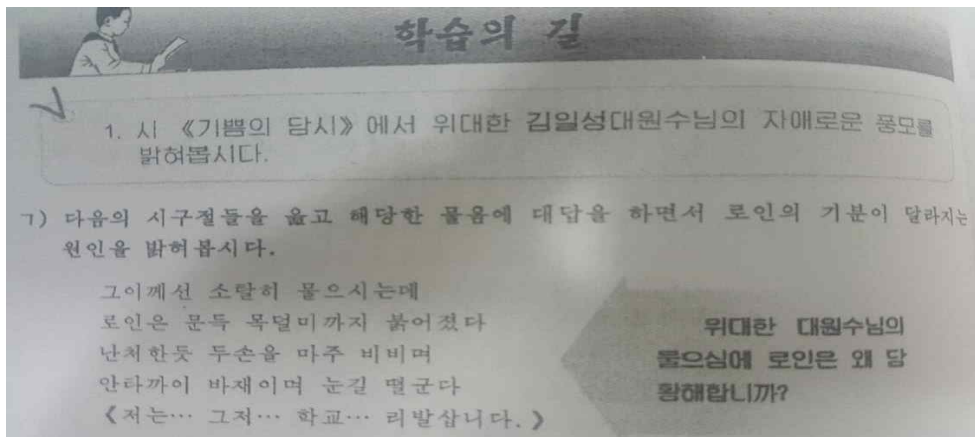 학습의 길
1. 시 《기쁨의 담시》에서 위대한 김일성대원수님의 자애로운 풍모를
밝혀봅시다.
ㄱ) 다음의 시구절들을 읊고 해당한 물음에 대답을 하면서 로인의 기분이 달라지는
원인을 밝혀봅시다.
그이께선 소탈히 물으시는데
로인은 문득 목덜미까지 붉어졌다
난처한듯 두손을 마주 비비며
안타까이 바재이며 눈길 떨군다
《저는… 그저… 학교… 리발삽니다.》
위대한 대원수님의
물으심에 로인은 왜 당
황해합니까?